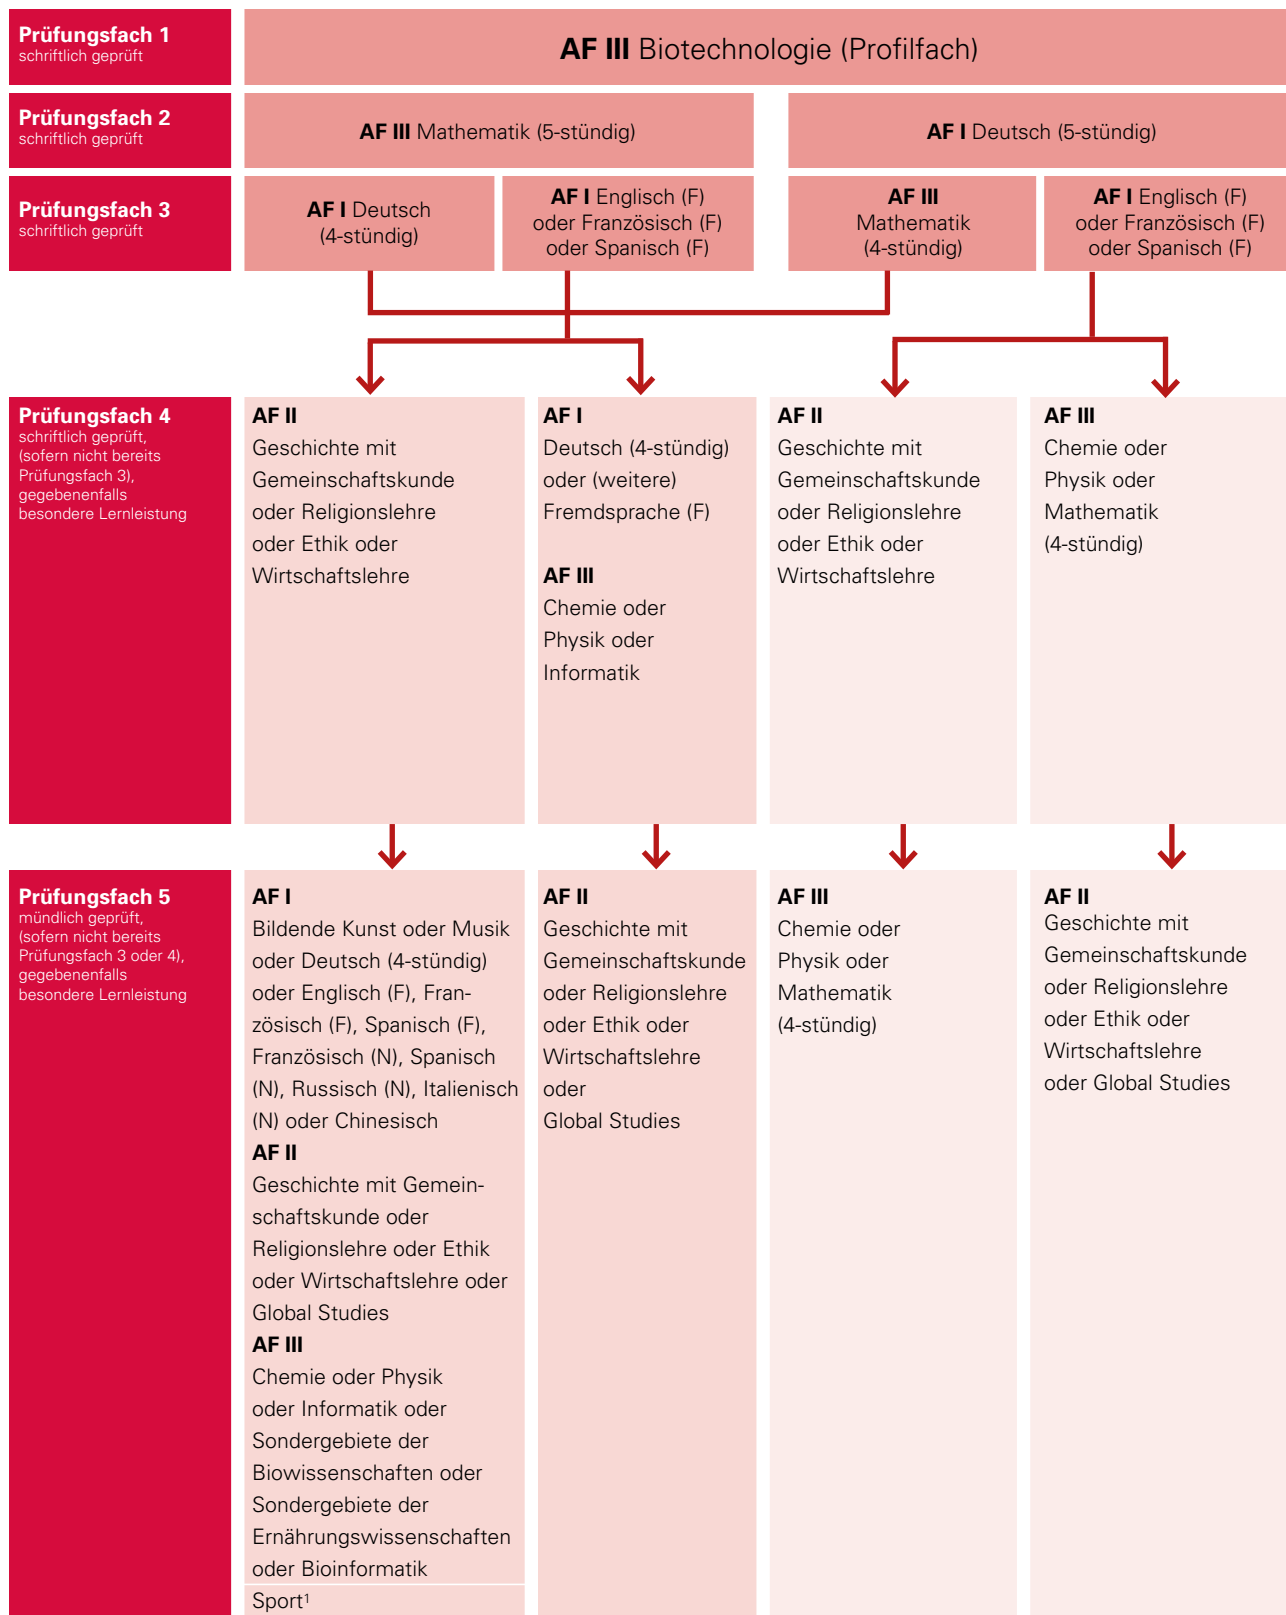 Prüfungsfach 1
schriftlich geprüft
AF III Biotechnologie (Profilfach)
Prüfungsfach 2
schriftlich geprüft
AF III Mathematik (5-stündig)
AF I Deutsch (5-stündig)
Prüfungsfach 3
schriftlich geprüft
AF I Deutsch
(4-stündig)
AF I Englisch (F)
oder Französisch (F)
oder Spanisch (F)
AF III
Mathematik
(4-stündig)
AF I Englisch (F)
oder Französisch (F)
oder Spanisch (F)
Prüfungsfach 4
schriftlich geprüft,
(sofern nicht bereits
Prüfungsfach 3),
gegebenenfalls
besondere Lernleistung
AF II
Geschichte mit
Gemeinschaftskunde
oder Religionslehre
oder Ethik oder
Wirtschaftslehre
AF I
Deutsch (4-stündig)
oder (weitere)
Fremdsprache (F)
AF III
Chemie oder
Physik oder
Informatik
AF II
Geschichte mit
Gemeinschaftskunde
oder Religionslehre
oder Ethik oder
Wirtschaftslehre
AF III
Chemie oder
Physik oder
Mathematik
(4-stündig)
Prüfungsfach 5
mündlich geprüft,
(sofern nicht bereits
Prüfungsfach 3 oder 4),
gegebenenfalls
besondere Lernleistung
AF I
Bildende Kunst oder Musik
oder Deutsch (4-stündig)
oder Englisch (F), Fran-
zösisch (F), Spanisch (F),
Französisch (N), Spanisch
(N), Russisch (N), Italienisch
(N) oder Chinesisch
AF II
Geschichte mit Gemein-
schaftskunde oder
Religionslehre oder Ethik
oder Wirtschaftslehre oder
Global Studies
AF III
Chemie oder Physik
oder Informatik oder
Sondergebiete der
Biowissenschaften oder
Sondergebiete der
Ernährungswissenschaften
oder Bioinformatik
Sport¹
AF II
Geschichte mit
Gemeinschaftskunde
oder Religionslehre
oder Ethik oder
Wirtschaftslehre
oder
Global Studies
AF III
Chemie oder
Physik oder
Mathematik
(4-stündig)
AF II
Geschichte mit
Gemeinschaftskunde
oder Religionslehre
oder Ethik oder
Wirtschaftslehre
oder Global Studies